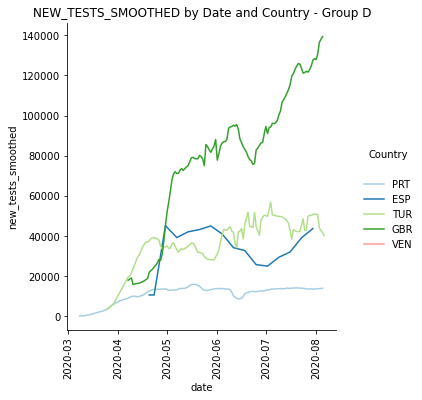 NEW_TESTS_SMOOTHED by Date and Country - Group D
new_tests_smoothed
140000
120000
100000
80000
60000
40000
20000
0
2020-03
2020-04
2020-05
2020-06
2020-07
2020-08
date
Country
PRT
ESP
TUR
GBR
VEN